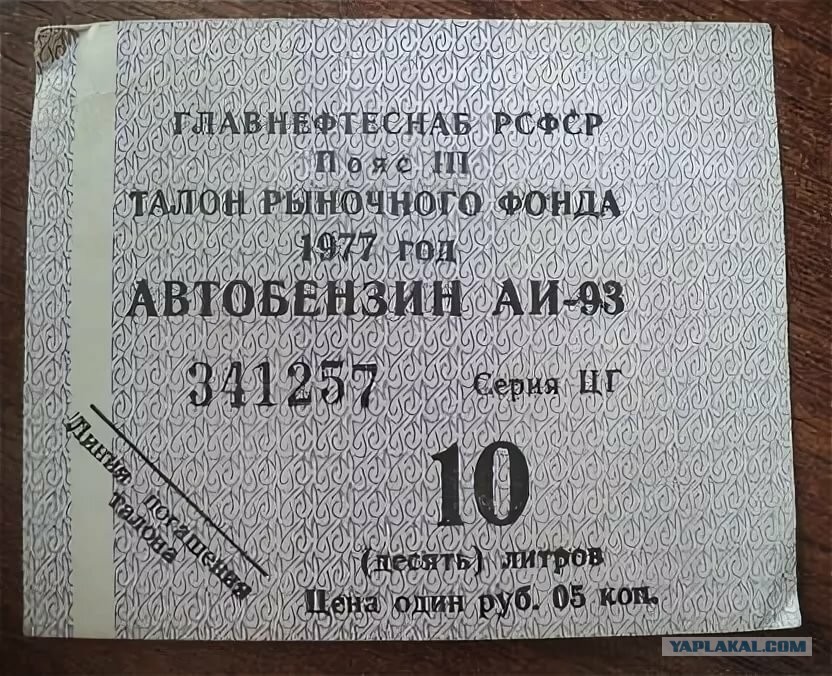 ГЛАВНЕФТЕСНАБ РСФСР
Пояс III
ТАЛОН РЫНОЧНОГО ФОНДА
1977 год
АВТОБЕНЗИН АИ-93
341257 Серия ЦГ
Линия погашения
талона
10
(десять) литров
Цена один руб. 05 коп.
YAPLAKAL.COM